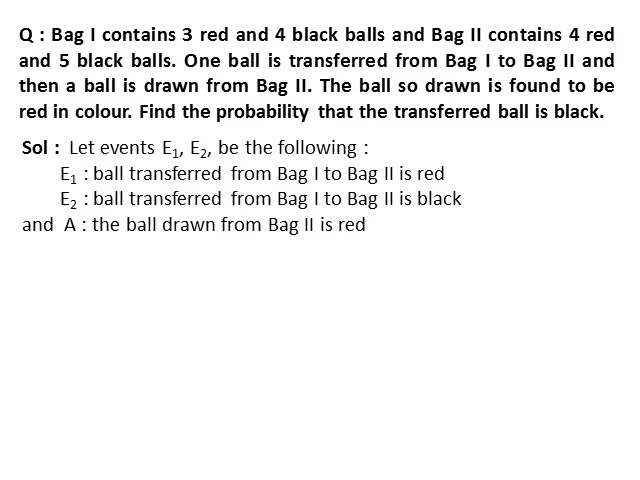 Q : Bag I contains 3 red and 4 black balls and Bag II contains 4 red
and 5 black balls. One ball is transferred from Bag I to Bag II and
then a ball is drawn from Bag II. The ball so drawn is found to be
red in colour. Find the probability that the transferred ball is black.
Sol : Let events E₁, E₂, be the following :
E₁ : ball transferred from Bag I to Bag II is red
E₂ : ball transferred from Bag I to Bag II is black
and A : the ball drawn from Bag II is red